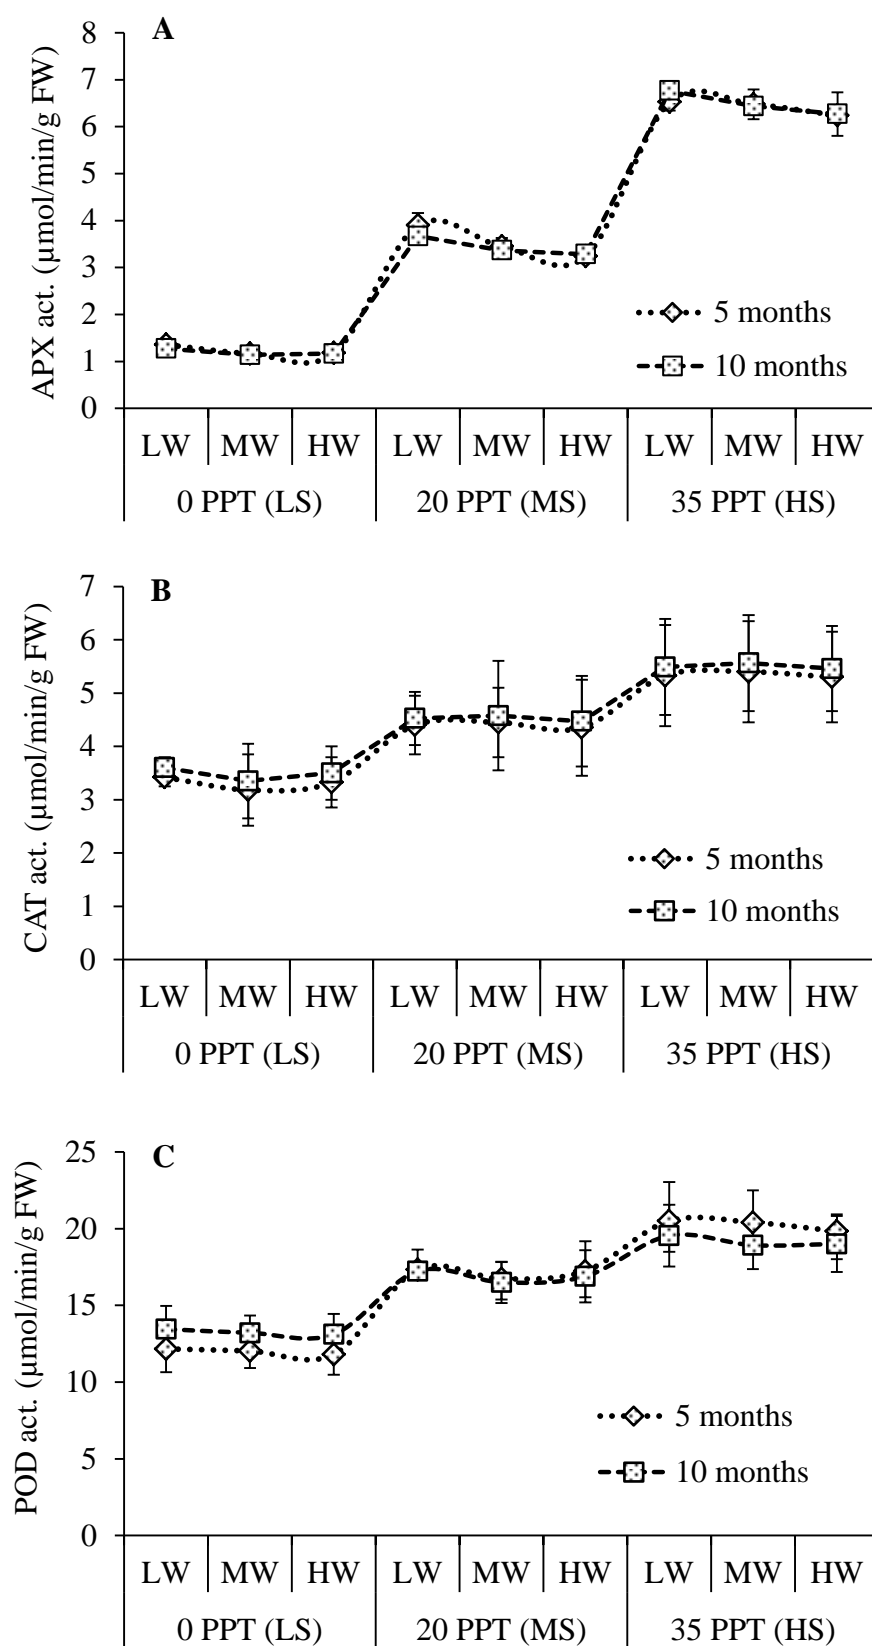 A
APX act. (µmol/min/g FW)
8
7
6
5
4
3
2
1
0
5 months
10 months
LW MW HW LW MW HW LW MW HW
0 PPT (LS) 20 PPT (MS) 35 PPT (HS)
B
CAT act. (µmol/min/g FW)
7
6
5
4
3
2
1
0
5 months
10 months
LW MW HW LW MW HW LW MW HW
0 PPT (LS) 20 PPT (MS) 35 PPT (HS)
C
POD act. (µmol/min/g FW)
25
20
15
10
5
0
5 months
10 months
LW MW HW LW MW HW LW MW HW
0 PPT (LS) 20 PPT (MS) 35 PPT (HS)